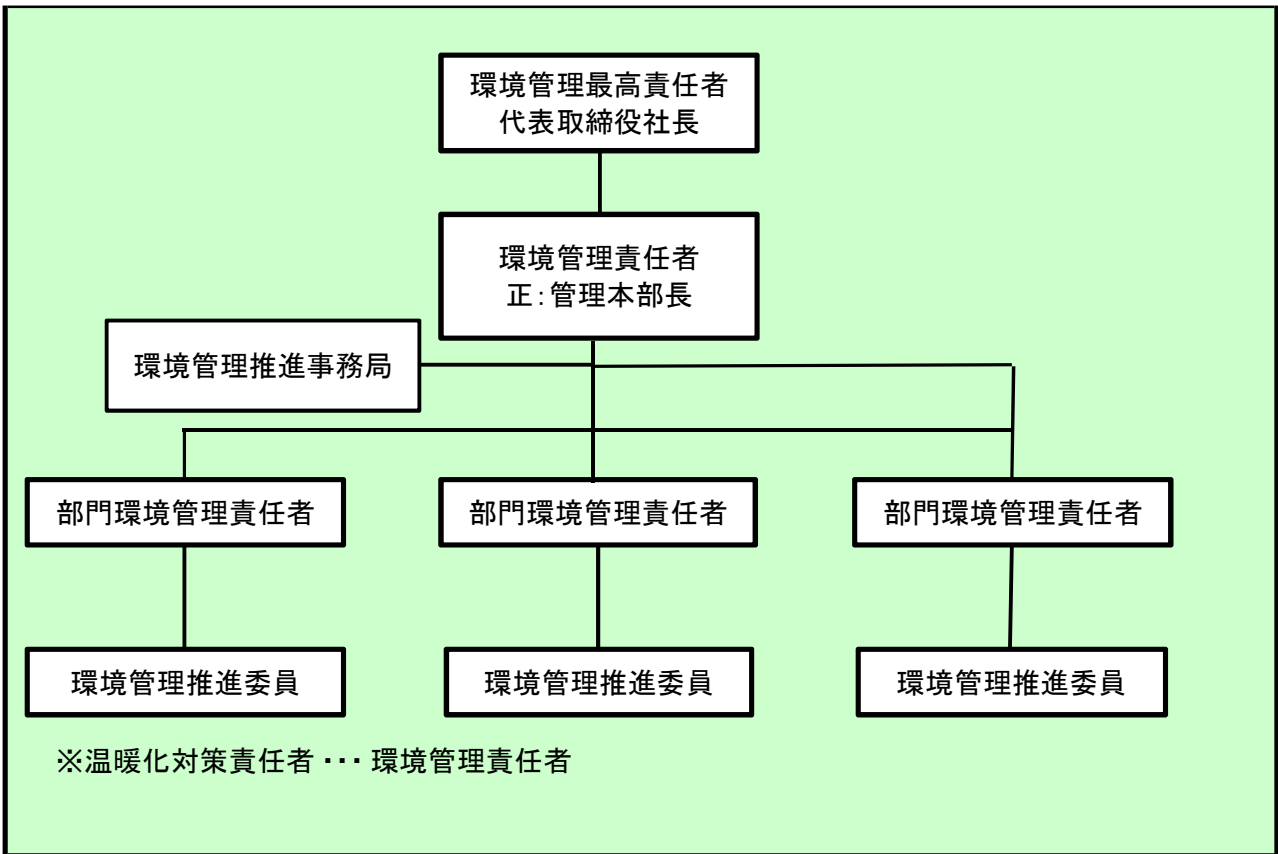 環境管理最高責任者
代表取締役社長
環境管理責任者
正：管理本部長
環境管理推進事務局
部門環境管理責任者
部門環境管理責任者
部門環境管理責任者
環境管理推進委員
環境管理推進委員
環境管理推進委員
※温暖化対策責任者・・・環境管理責任者